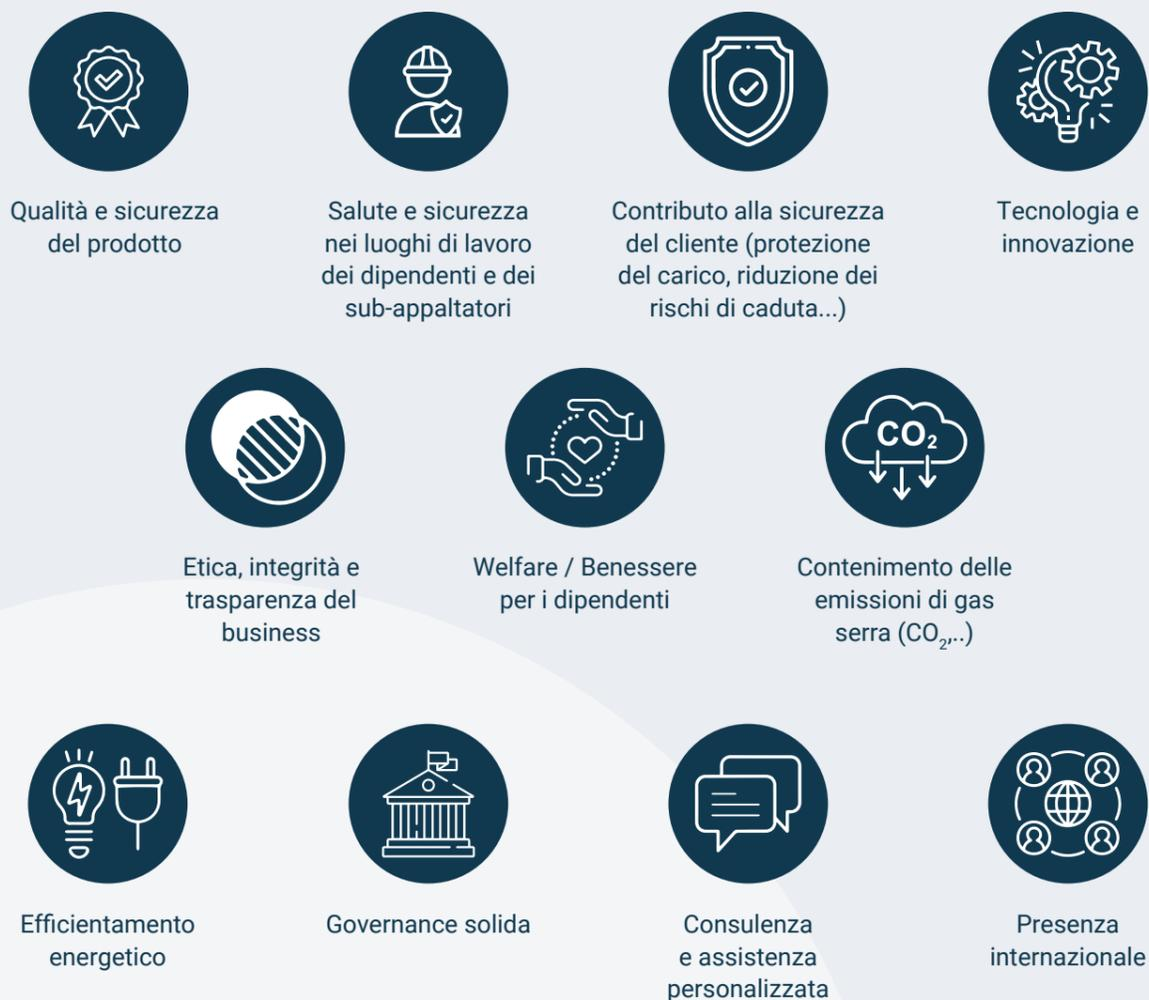 Qualità e sicurezza
del prodotto
Salute e sicurezza
nei luoghi di lavoro
dei dipendenti e dei
sub-appaltatori
Contributo alla sicurezza
del cliente (protezione
del carico, riduzione dei
rischi di caduta...)
Tecnologia e
innovazione
CO₂
Etica, integrità e
trasparenza del
business
Welfare / Benessere
per i dipendenti
Contenimento delle
emissioni di gas
serra (CO₂,..)
Efficientamento
energetico
Governance solida
Consulenza
e assistenza
personalizzata
Presenza
internazionale